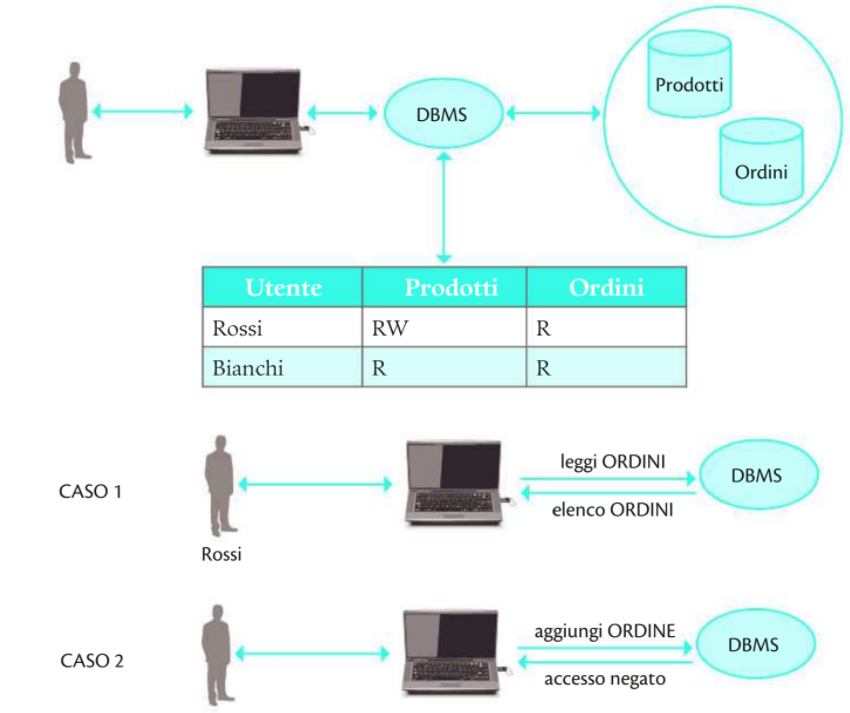 Prodotti
DBMS
Ordini
Utente Prodotti Ordini
Rossi RW R
Bianchi R R
CASO 1
leggi ORDINI
DBMS
elenco ORDINI
Rossi
CASO 2
aggiungi ORDINE
DBMS
accesso negato